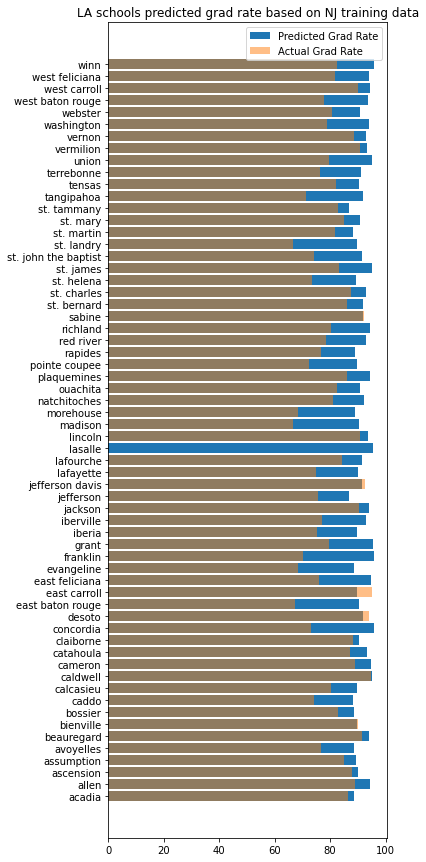 LA schools predicted grad rate based on NJ training data
Predicted Grad Rate
Actual Grad Rate
winn
west feliciana
west carroll
west baton rouge
webster
washington
vernon
vermilion
union
terrebonne
tensas
tangipahoa
st. tammany
st. mary
st. martin
st. landry
st. john the baptist
st. james
st. helena
st. charles
st. bernard
sabine
richland
red river
rapides
pointe coupee
plaquemines
ouachita
natchitoches
morehouse
madison
lincoln
lasalle
lafourche
lafayette
jefferson davis
jefferson
jackson
iberville
iberia
grant
franklin
evangeline
east feliciana
east carroll
east baton rouge
desoto
concordia
claiborne
catahoula
cameron
caldwell
calcasieu
caddo
bossier
bienville
beauregard
avoyelles
assumption
ascension
allen
acadia
0 20 40 60 80 100